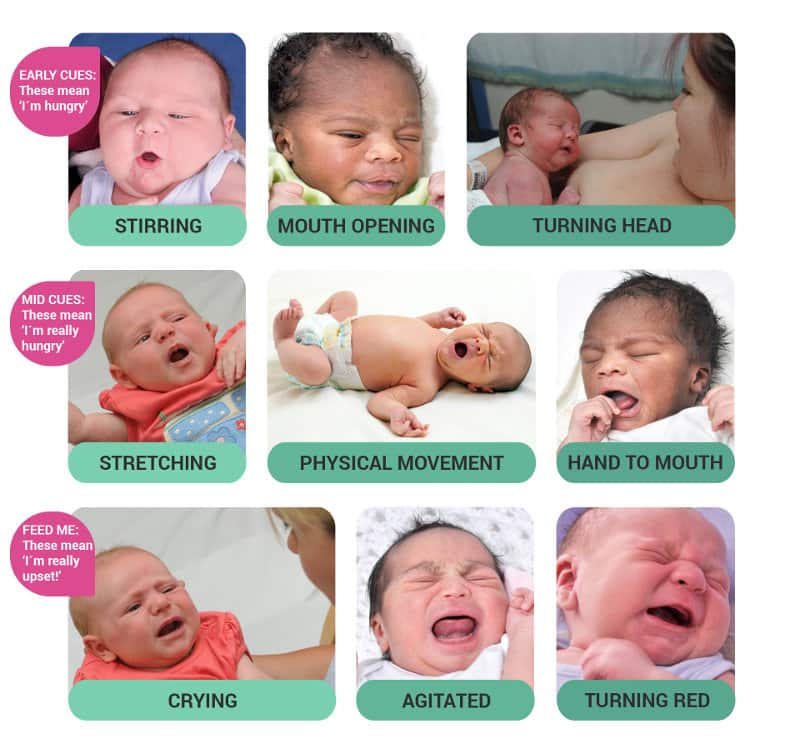 EARLY CUES:
These mean
‘I´m hungry’
STIRRING
MOUTH OPENING
TURNING HEAD
MID CUES:
These mean
‘I´m really
hungry’
STRETCHING
PHYSICAL MOVEMENT
HAND TO MOUTH
FEED ME:
These mean
‘I´m really
upset!’
CRYING
AGITATED
TURNING RED